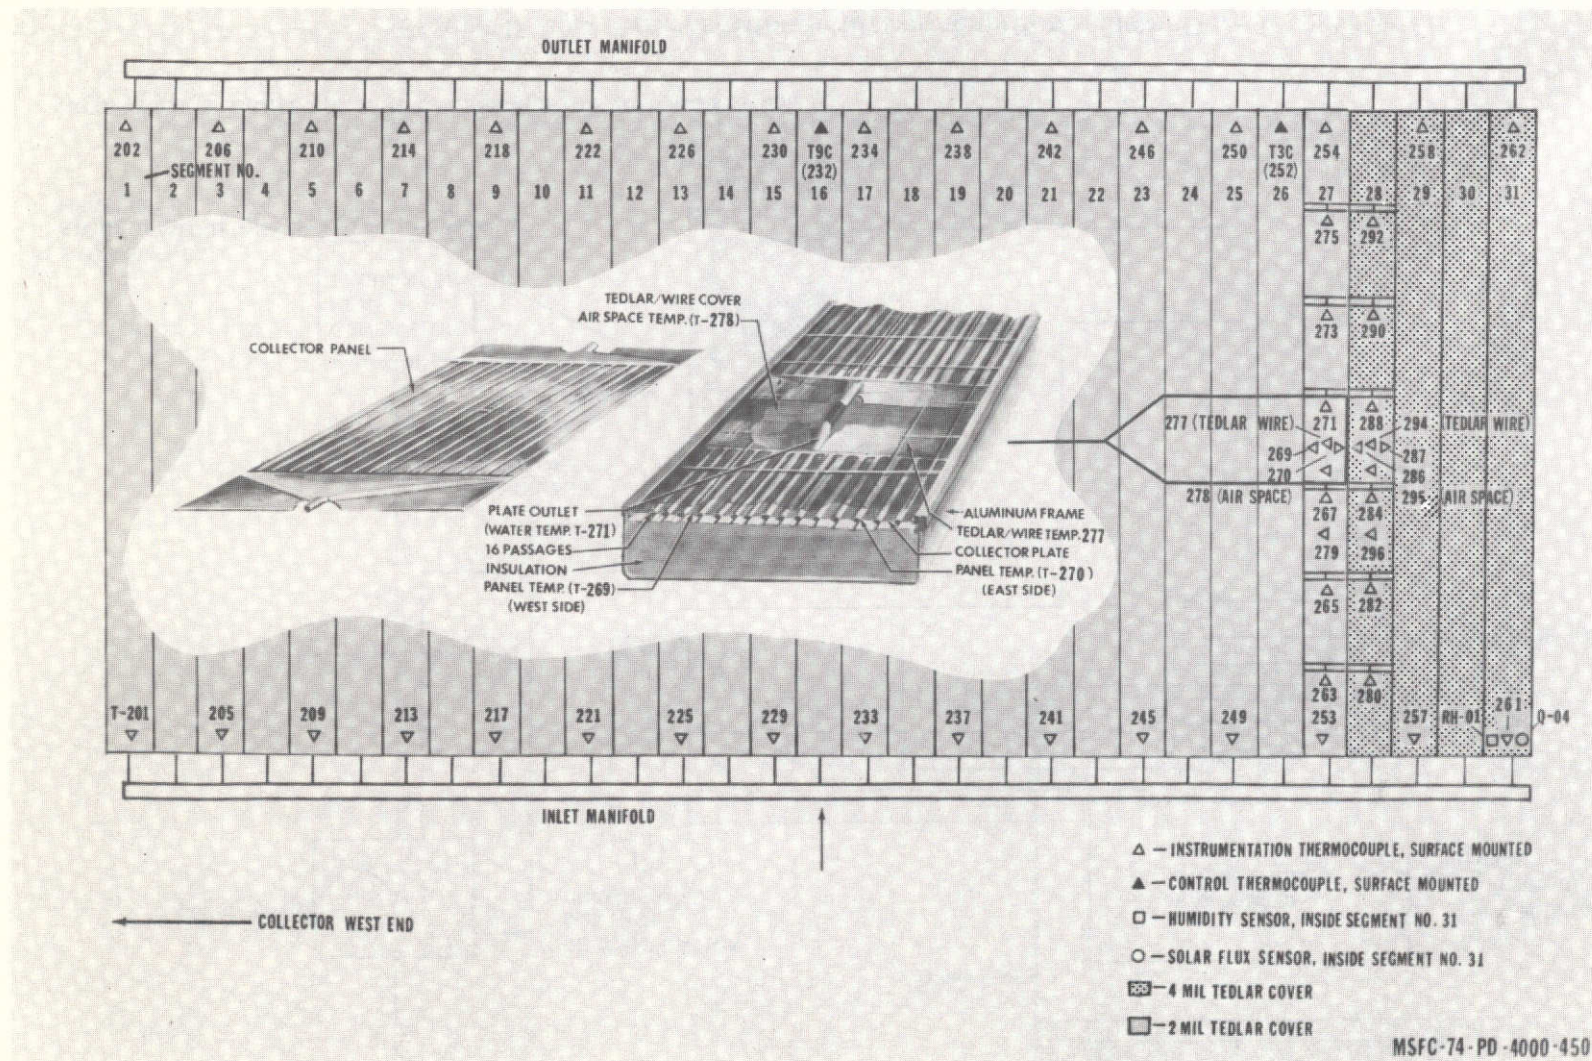 OUTLET MANIFOLD
202 206 210 214 218 222 226 230 T9C 234 238 242 246 250 T3C 254 258 262
(232) (252)
SEGMENT NO.
1 2 3 4 5 6 7 8 9 10 11 12 13 14 15 16 17 18 19 20 21 22 23 24 25 26 27 28 29 30 31
275 292
TEDLAR/WIRE COVER
AIR SPACE TEMP. (T-278)
273 290
COLLECTOR PANEL
277 (TEDLAR WIRE) 271 288 294 (TEDLAR WIRE)
269 287
270 286
278 (AIR SPACE) 295 (AIR SPACE)
267 284
279 296
PLATE OUTLET
(WATER TEMP. T-271)
16 PASSAGES
INSULATION
PANEL TEMP. (T-269)
(WEST SIDE)
ALUMINUM FRAME
TEDLAR/WIRE TEMP. 277
COLLECTOR PLATE
PANEL TEMP. (T-270)
(EAST SIDE)
265 282
263 280
T-201 205 209 213 217 221 225 229 233 237 241 245 249 253 257 RH-01 261 Q-04
INLET MANIFOLD
COLLECTOR WEST END
△ – INSTRUMENTATION THERMOCOUPLE, SURFACE MOUNTED
▲ – CONTROL THERMOCOUPLE, SURFACE MOUNTED
□ – HUMIDITY SENSOR, INSIDE SEGMENT NO. 31
○ – SOLAR FLUX SENSOR, INSIDE SEGMENT NO. 31
– 4 MIL TEDLAR COVER
– 2 MIL TEDLAR COVER
MSFC-74-PD-4000-450